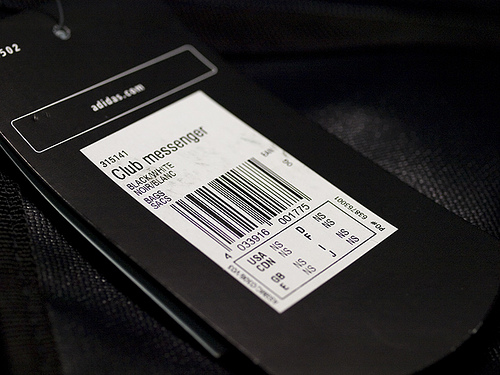 502
adidas.com
315141
Club messenger
BLACK/WHITE
NOIR/BLANC
BAGS
SACS
4 033916 001775
USA NS D NS
CDN NS F NS
GB NS I NS
E NS J NS